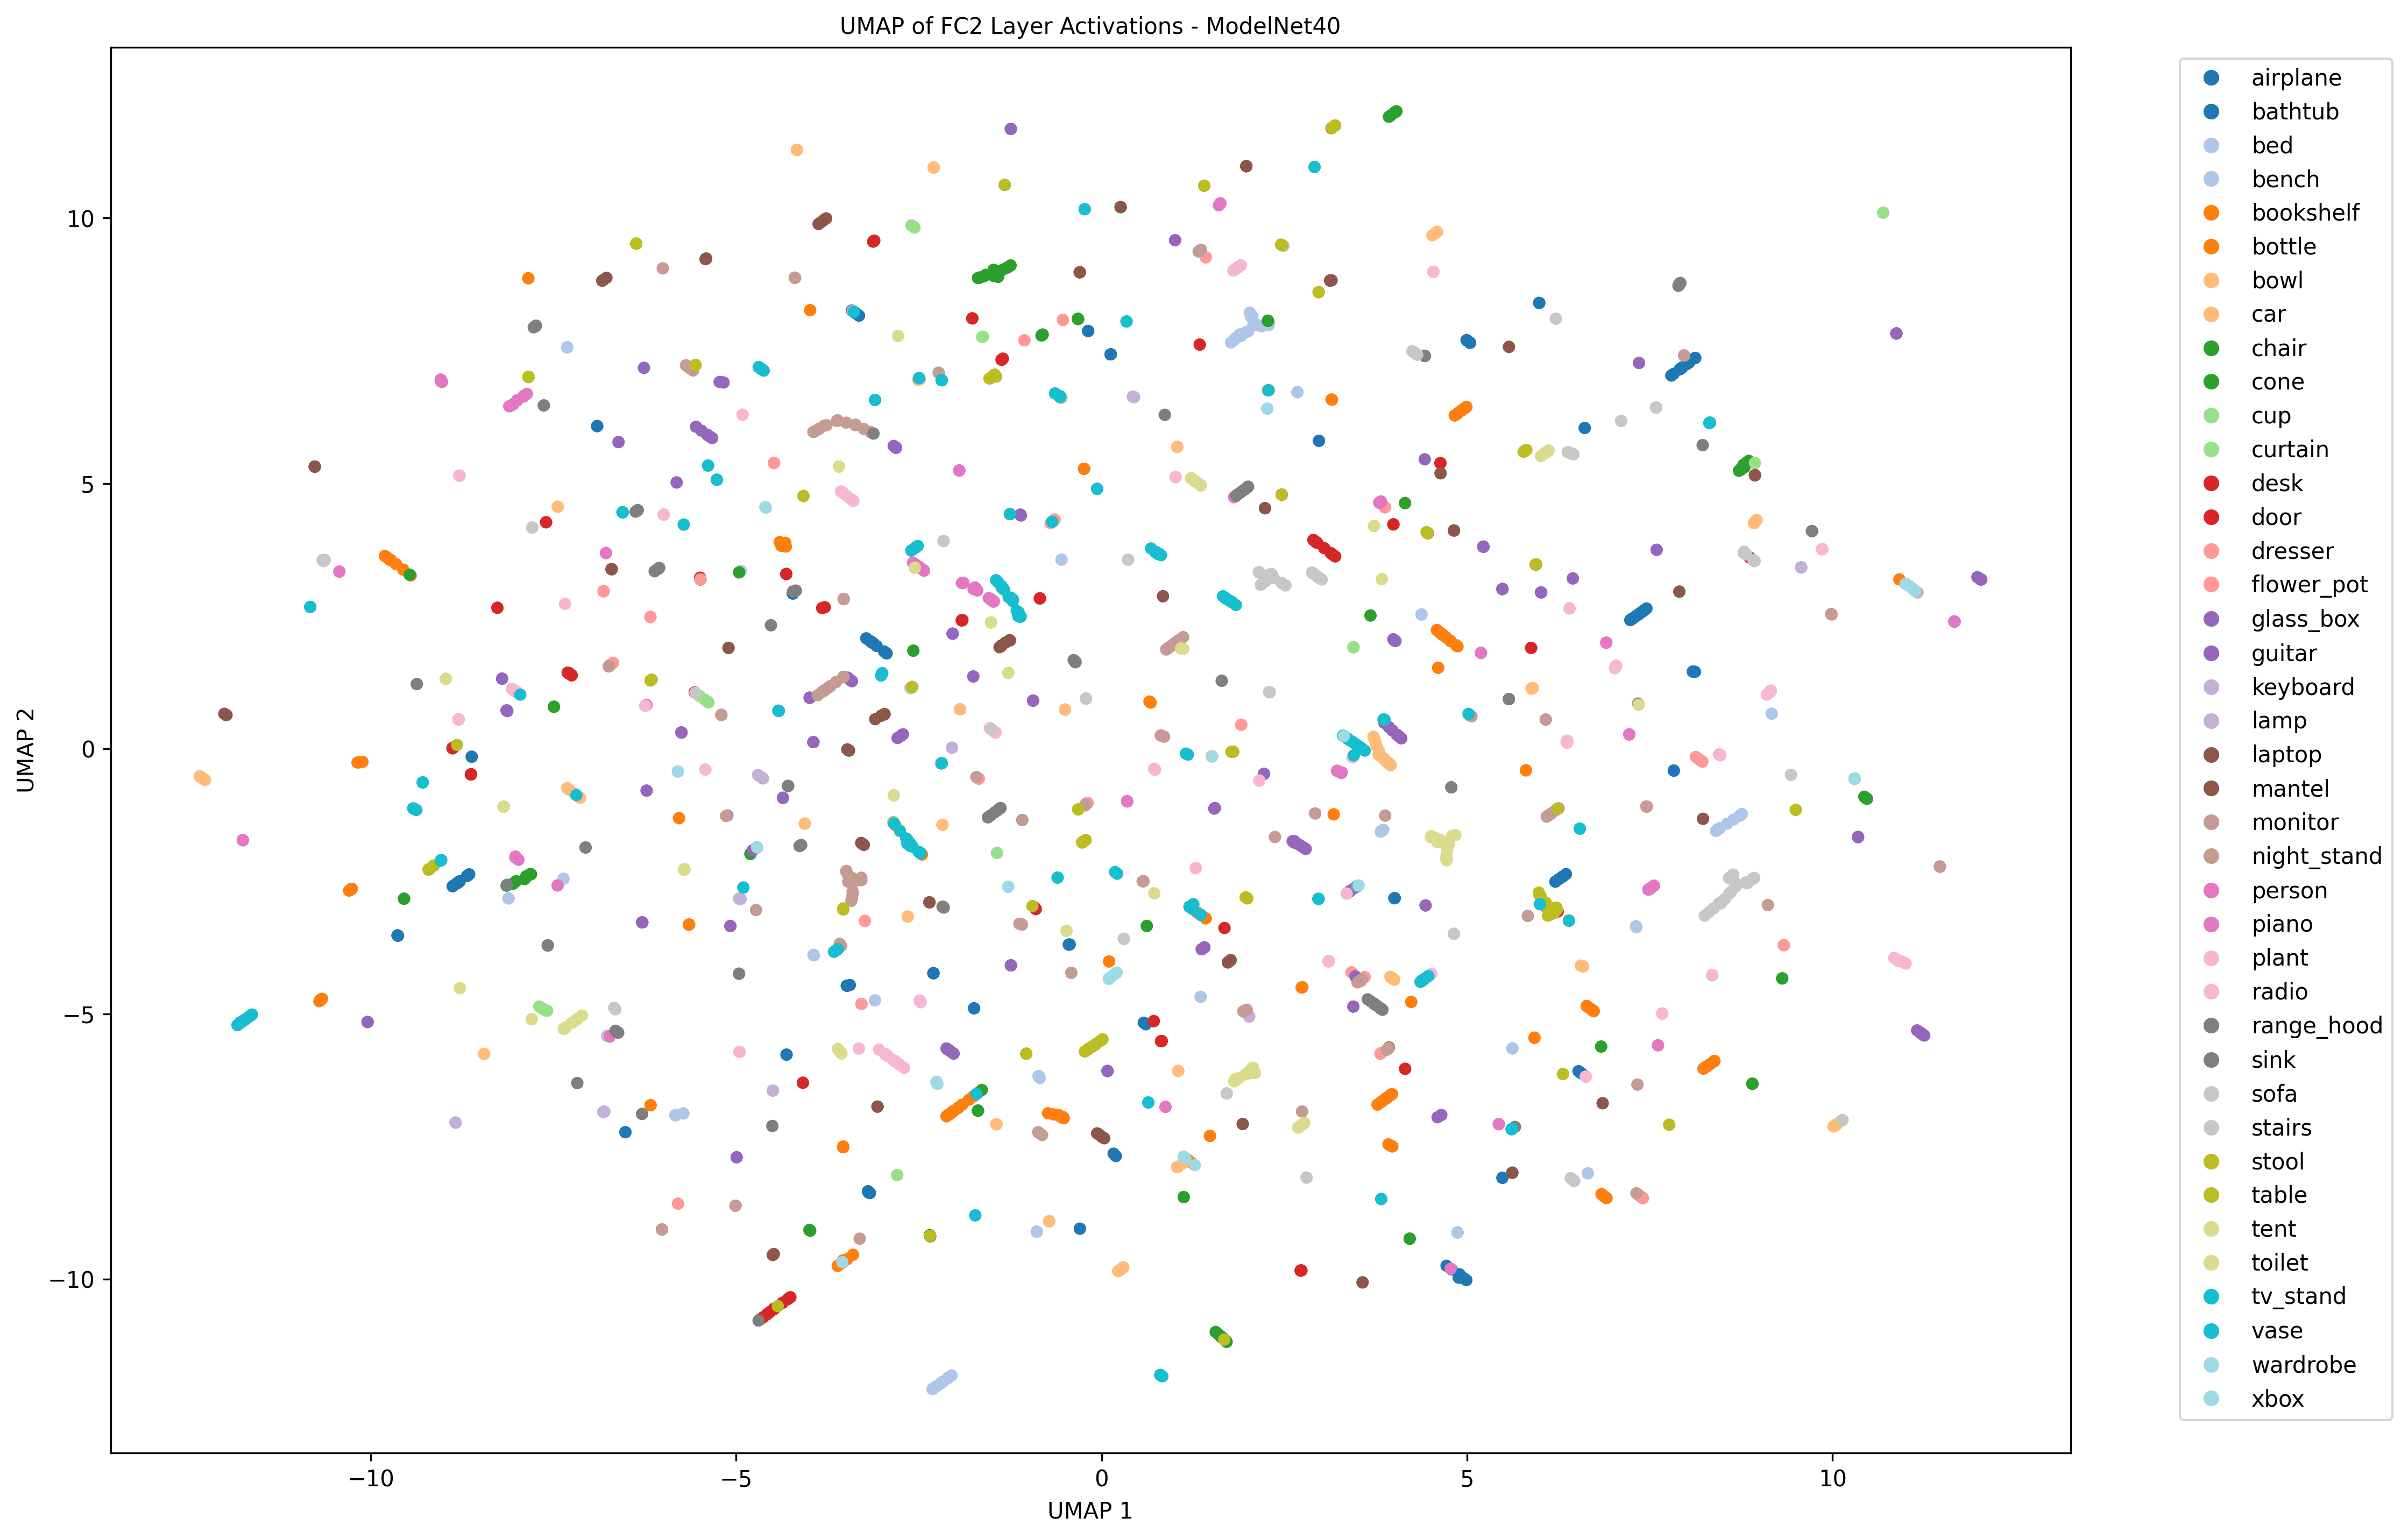 UMAP of FC2 Layer Activations - ModelNet40
10
5
0
−5
−10
UMAP 2
−10
−5
0
5
10
UMAP 1
airplane
bathtub
bed
bench
bookshelf
bottle
bowl
car
chair
cone
cup
curtain
desk
door
dresser
flower_pot
glass_box
guitar
keyboard
lamp
laptop
mantel
monitor
night_stand
person
piano
plant
radio
range_hood
sink
sofa
stairs
stool
table
tent
toilet
tv_stand
vase
wardrobe
xbox